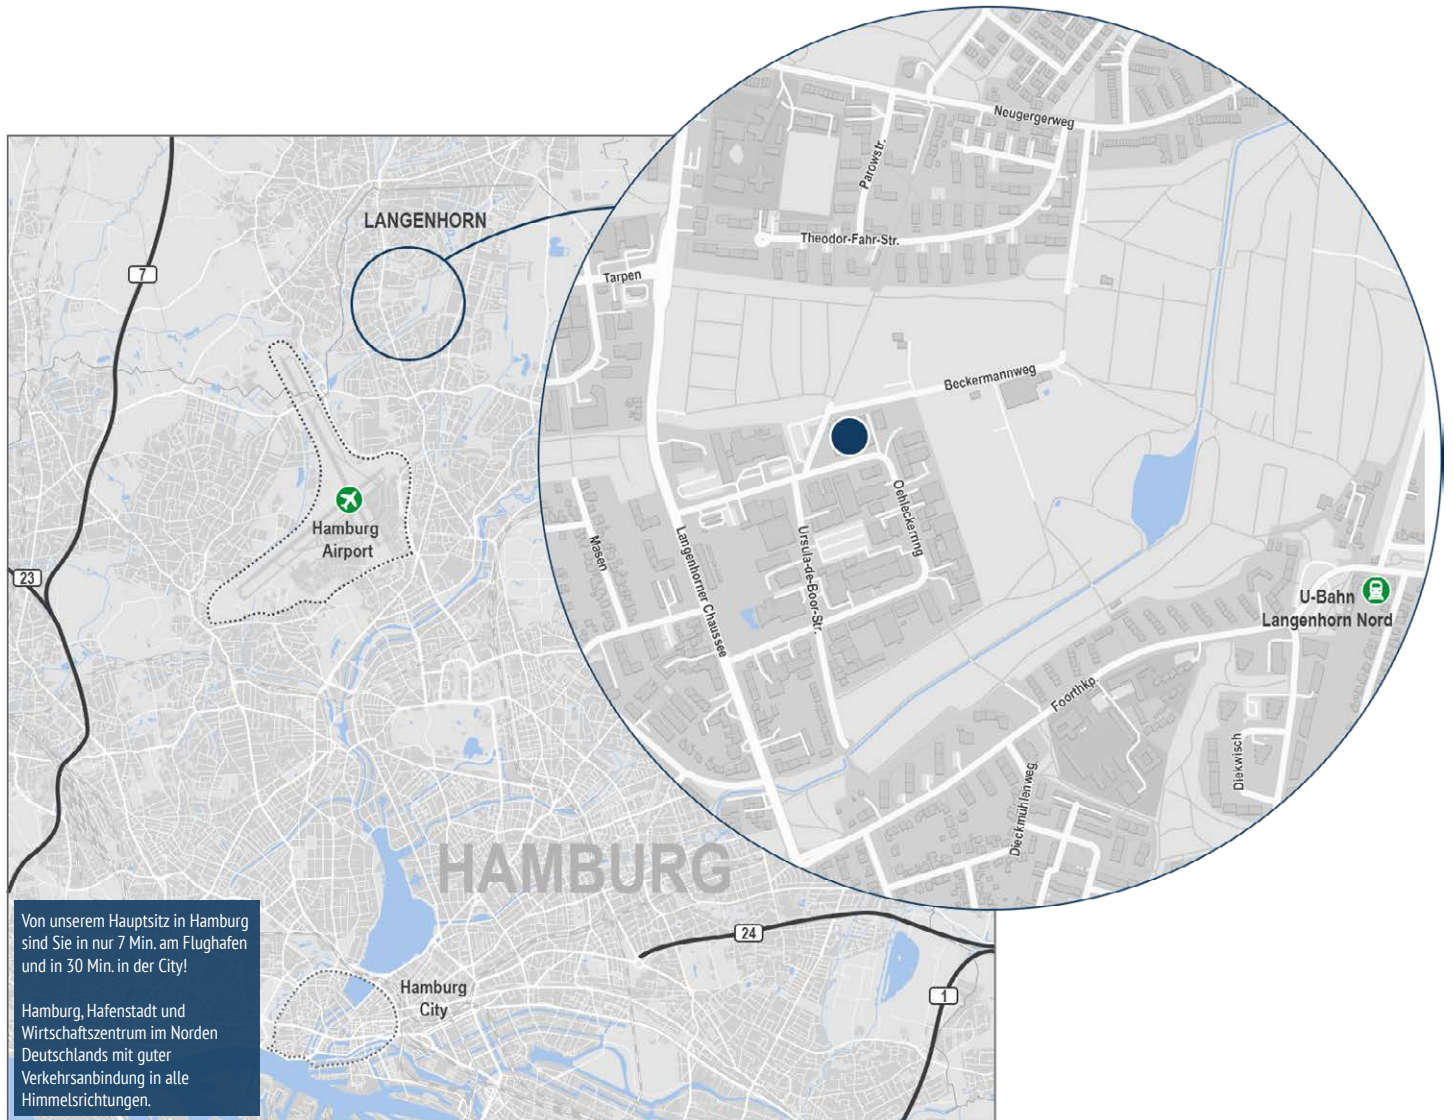 Neugergerweg
Parowstr.
Theodor-Fahr-Str.
Tarpen
LANGENHORN
7
Beckermannweg
Oehleckerring
Ursula-de-Boor-Str.
Langenhorner Chaussee
Masen
Hamburg
Airport
23
U-Bahn
Langenhorn Nord
Foorthkp.
Diekwisch
Dieckmühlenweg
HAMBURG
24
Hamburg
City
1
Von unserem Hauptsitz in Hamburg
sind Sie in nur 7 Min. am Flughafen
und in 30 Min. in der City!
Hamburg, Hafenstadt und
Wirtschaftszentrum im Norden
Deutschlands mit guter
Verkehrsanbindung in alle
Himmelsrichtungen.